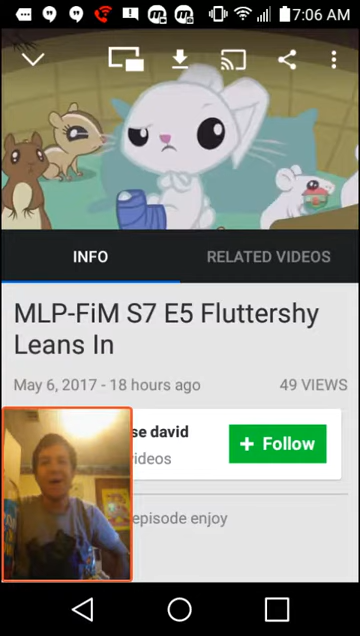 7:06 AM
INFO
RELATED VIDEOS
MLP-FiM S7 E5 Fluttershy
Leans In
May 6, 2017 - 18 hours ago
49 VIEWS
se david
+ Follow
videos
episode enjoy